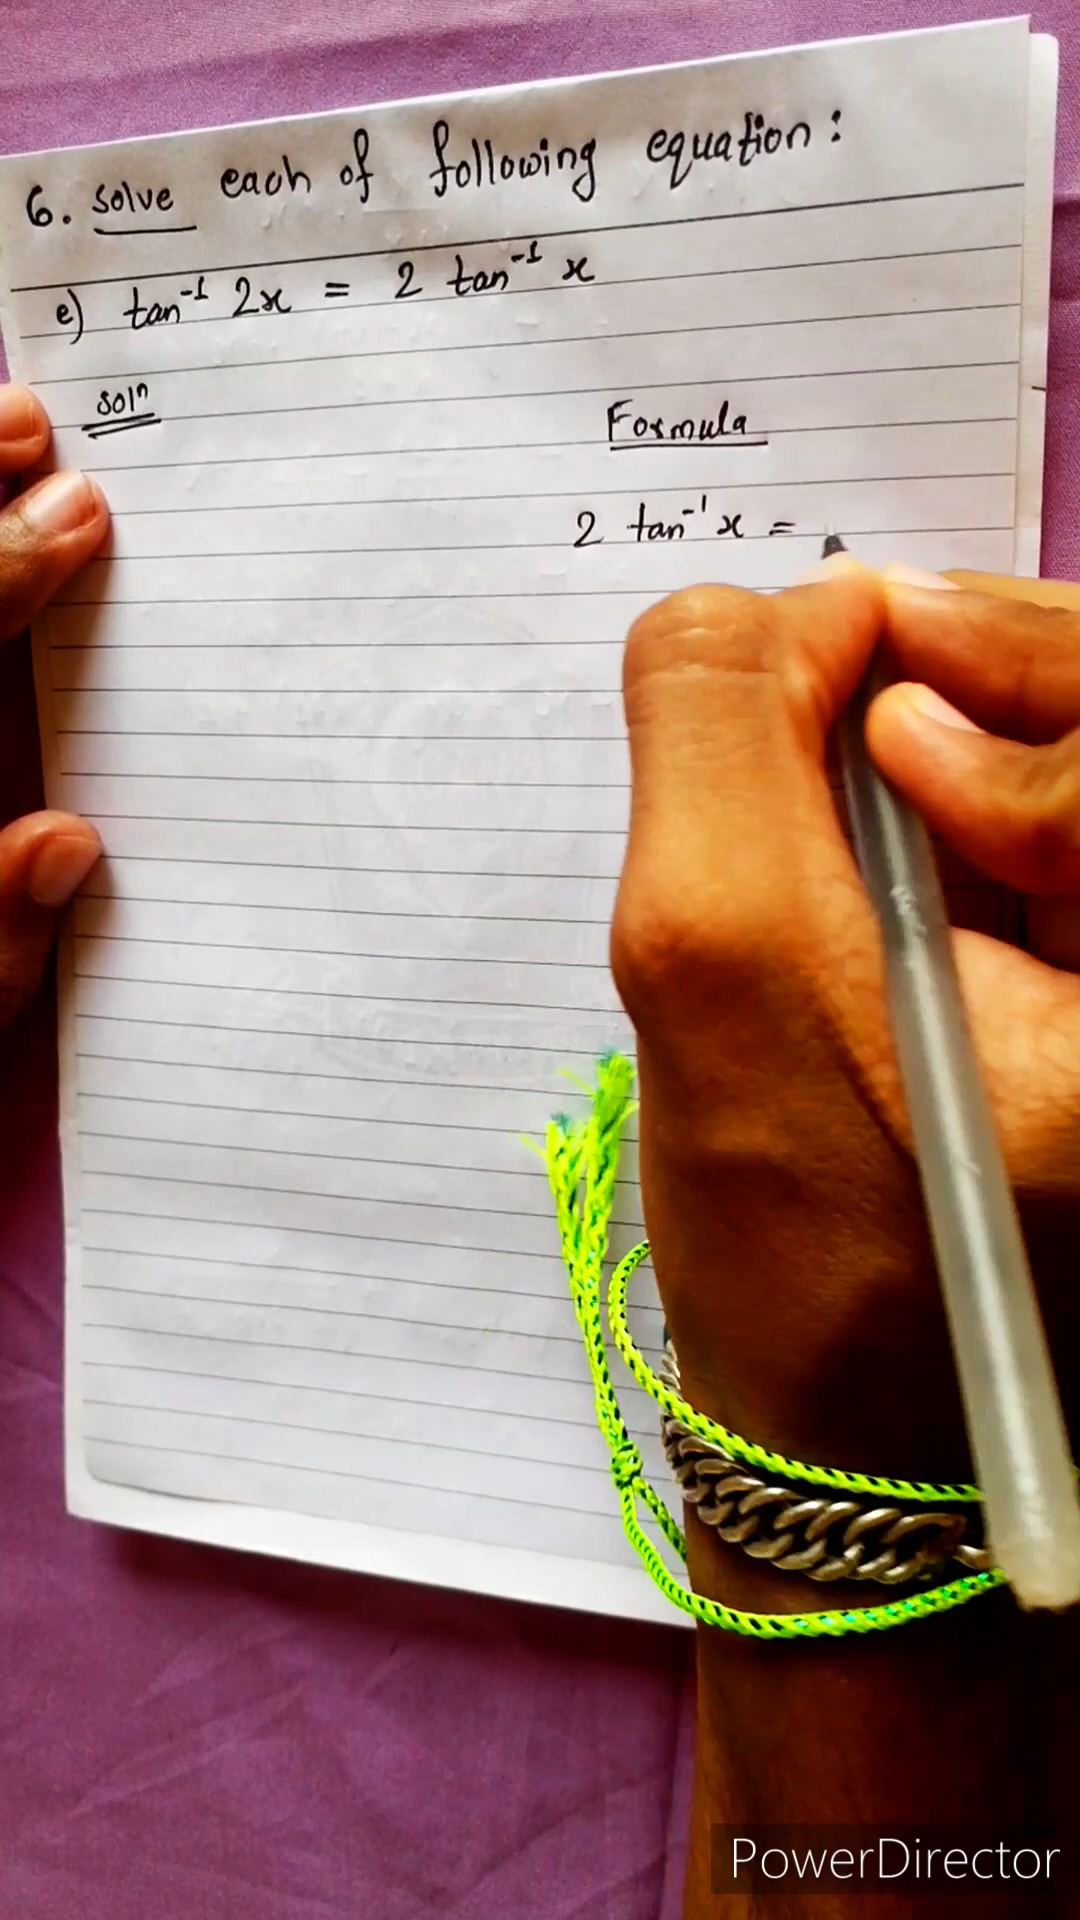 6. solve each of following equation:
e) tan⁻¹ 2x = 2 tan⁻¹ x
Solⁿ
Formula
2 tan⁻¹ x =
PowerDirector